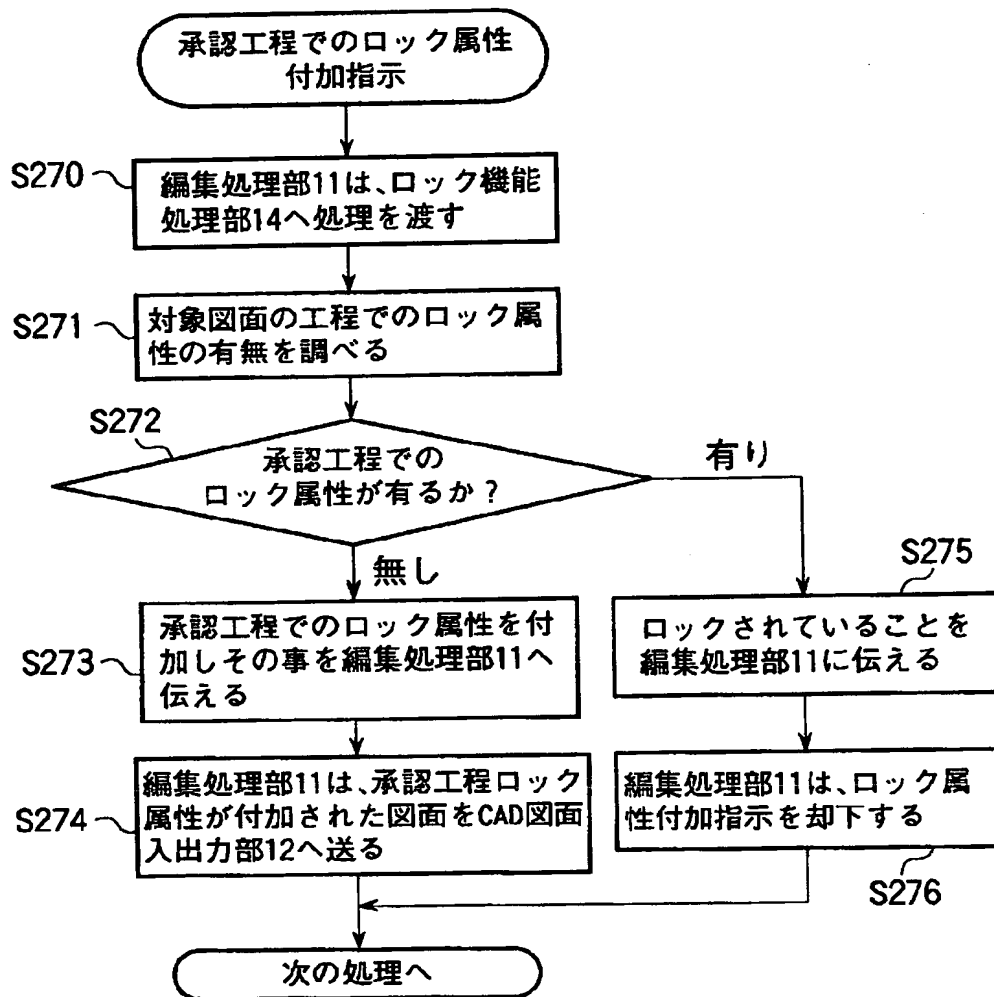 承認工程でのロック属性
付加指示
S270
編集処理部11は、ロック機能
処理部14へ処理を渡す
S271
対象図面の工程でのロック属
性の有無を調べる
S272
承認工程での
ロック属性が有るか？
有り
無し
S273
承認工程でのロック属性を付
加しその事を編集処理部11へ
伝える
S275
ロックされていることを
編集処理部11に伝える
S274
編集処理部11は、承認工程ロック
属性が付加された図面をCAD図面
入出力部12へ送る
編集処理部11は、ロック属
性付加指示を却下する
S276
次の処理へ